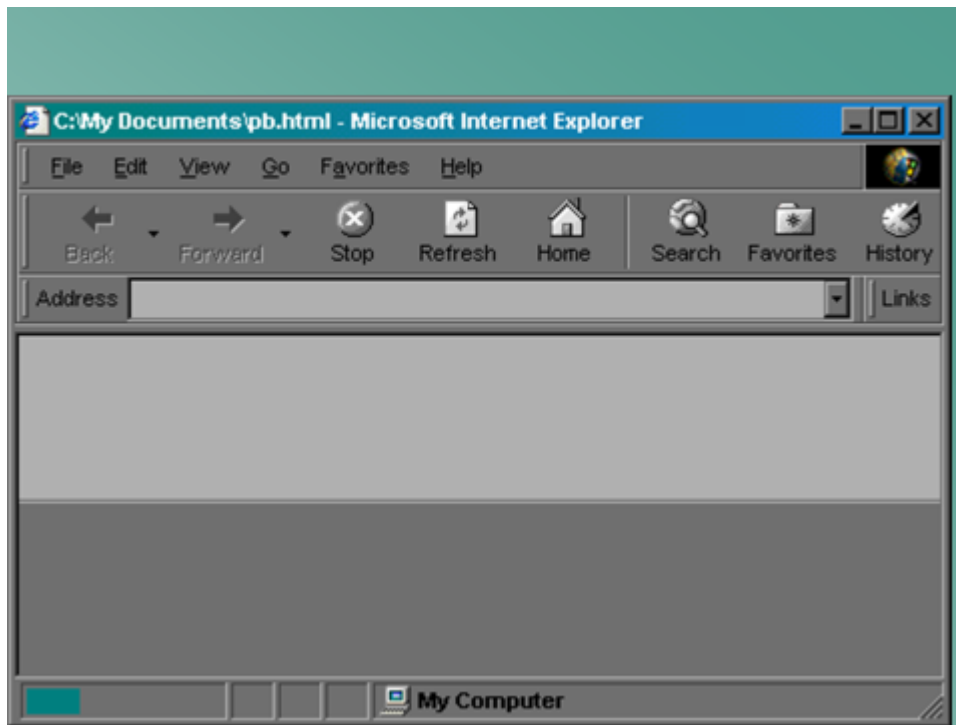 C:\My Documents\pb.html - Microsoft Internet Explorer
File Edit View Go Favorites Help
Back Forward Stop Refresh Home Search Favorites History
Address Links
My Computer